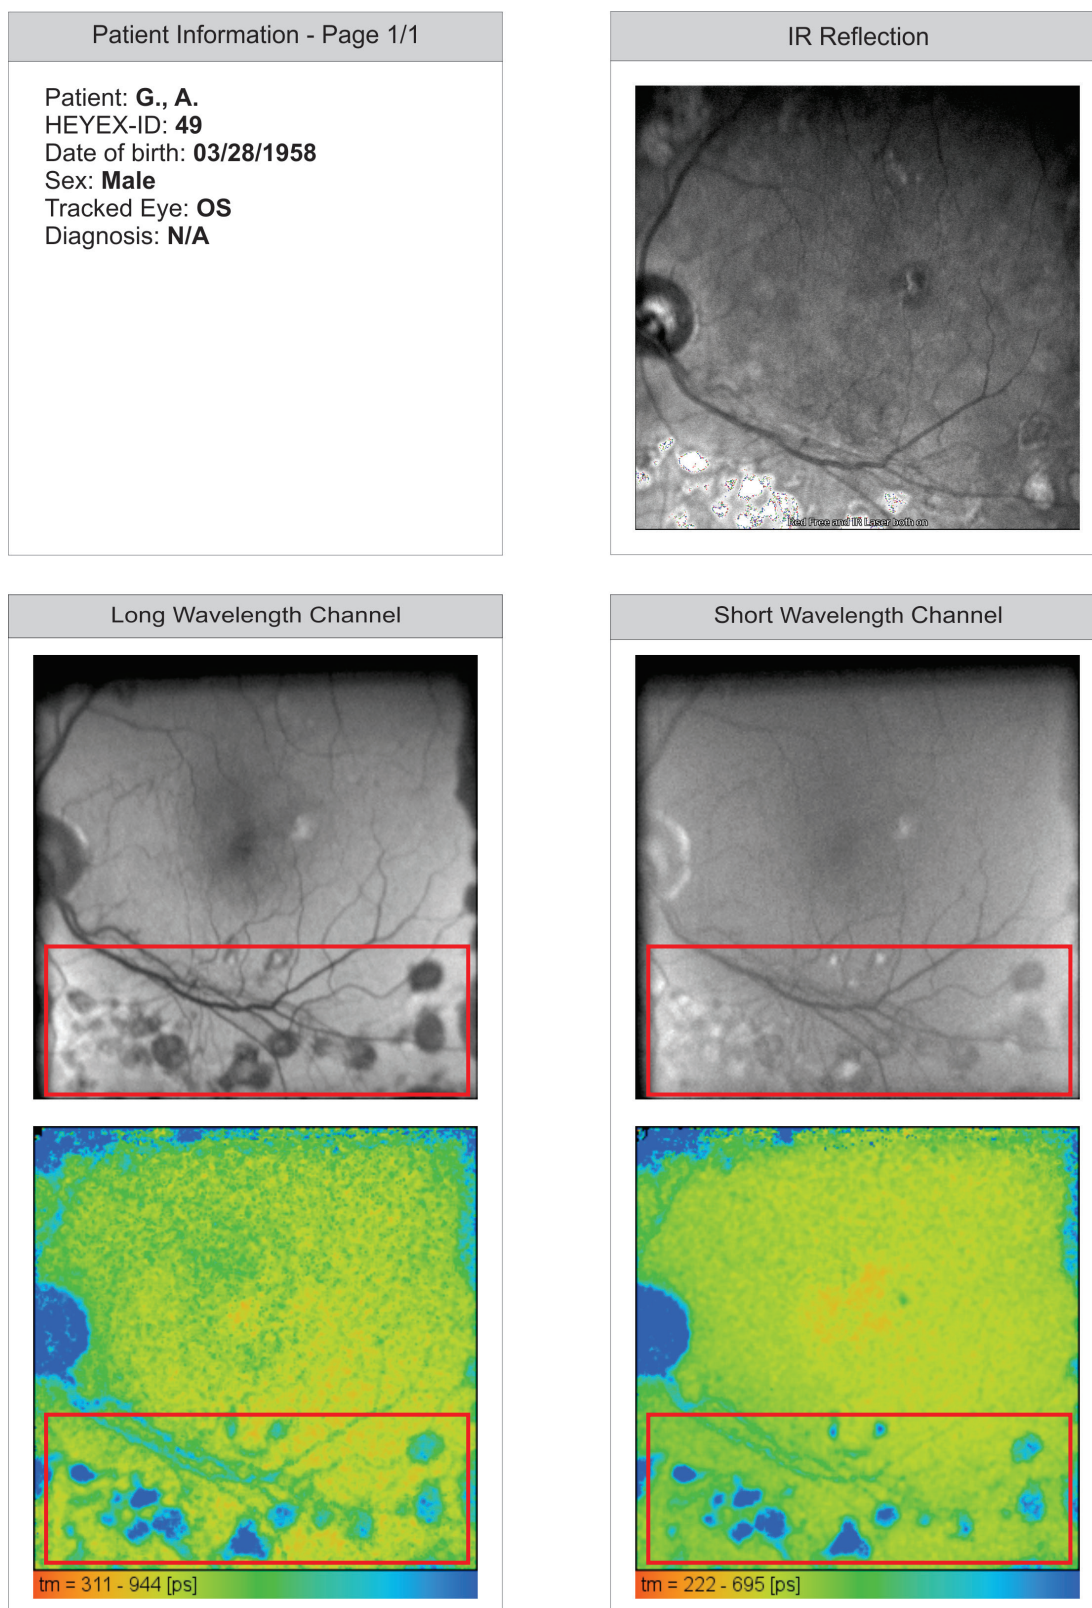 Patient Information - Page 1/1
Patient: G., A.
HEYEX-ID: 49
Date of birth: 03/28/1958
Sex: Male
Tracked Eye: OS
Diagnosis: N/A
IR Reflection
Red Free and IR Laser both on
Long Wavelength Channel
Short Wavelength Channel
tm = 311 - 944 [ps]
tm = 222 - 695 [ps]